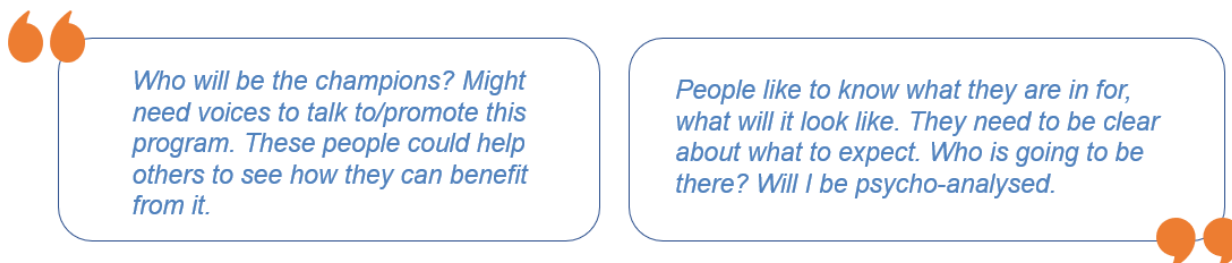 Who will be the champions? Might
need voices to talk to/promote this
program. These people could help
others to see how they can benefit
from it.
People like to know what they are in for,
what will it look like. They need to be clear
about what to expect. Who is going to be
there? Will I be psycho-analysed.